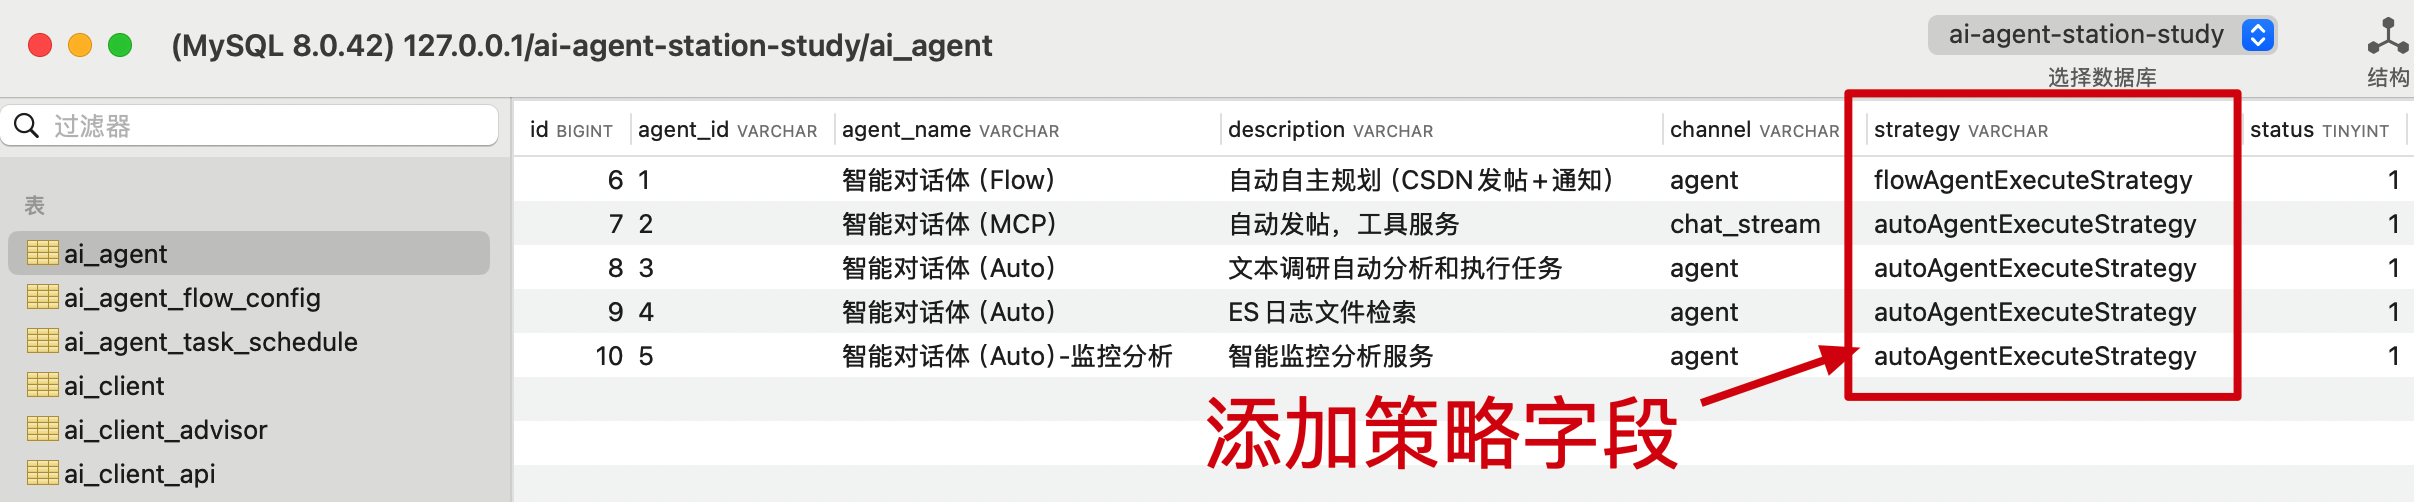 (MySQL 8.0.42) 127.0.0.1/ai-agent-station-study/ai_agent
ai-agent-station-study
选择数据库
结构
过滤器
表
ai_agent
ai_agent_flow_config
ai_agent_task_schedule
ai_client
ai_client_advisor
ai_client_api
id BIGINT agent_id VARCHAR agent_name VARCHAR description VARCHAR channel VARCHAR strategy VARCHAR status TINYINT
6 1 智能对话体（Flow） 自动自主规划（CSDN发帖+通知） agent flowAgentExecuteStrategy 1
7 2 智能对话体（MCP） 自动发帖，工具服务 chat_stream autoAgentExecuteStrategy 1
8 3 智能对话体（Auto） 文本调研自动分析和执行任务 agent autoAgentExecuteStrategy 1
9 4 智能对话体（Auto） ES日志文件检索 agent autoAgentExecuteStrategy 1
10 5 智能对话体（Auto）-监控分析 智能监控分析服务 agent autoAgentExecuteStrategy 1
添加策略字段